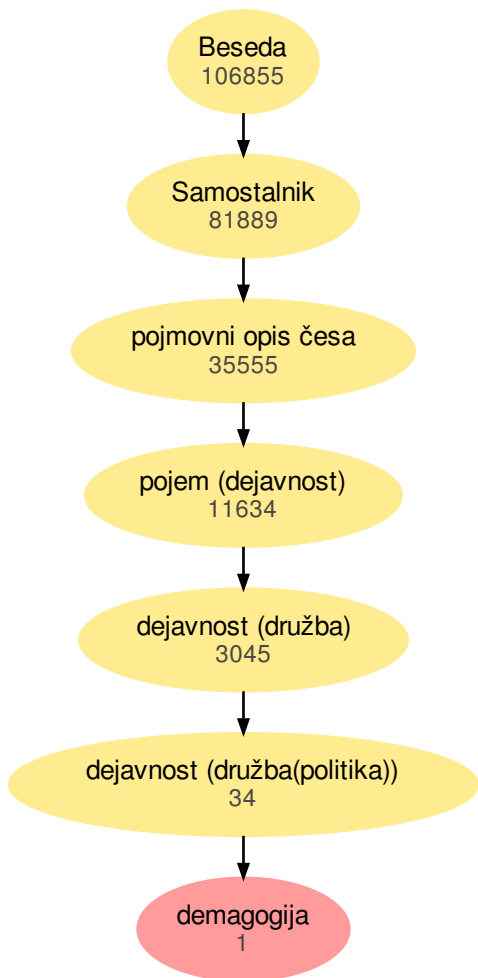 Beseda
106855
Samostalnik
81889
pojmovni opis česa
35555
pojem (dejavnost)
11634
dejavnost (družba)
3045
dejavnost (družba(politika))
34
demagogija
1